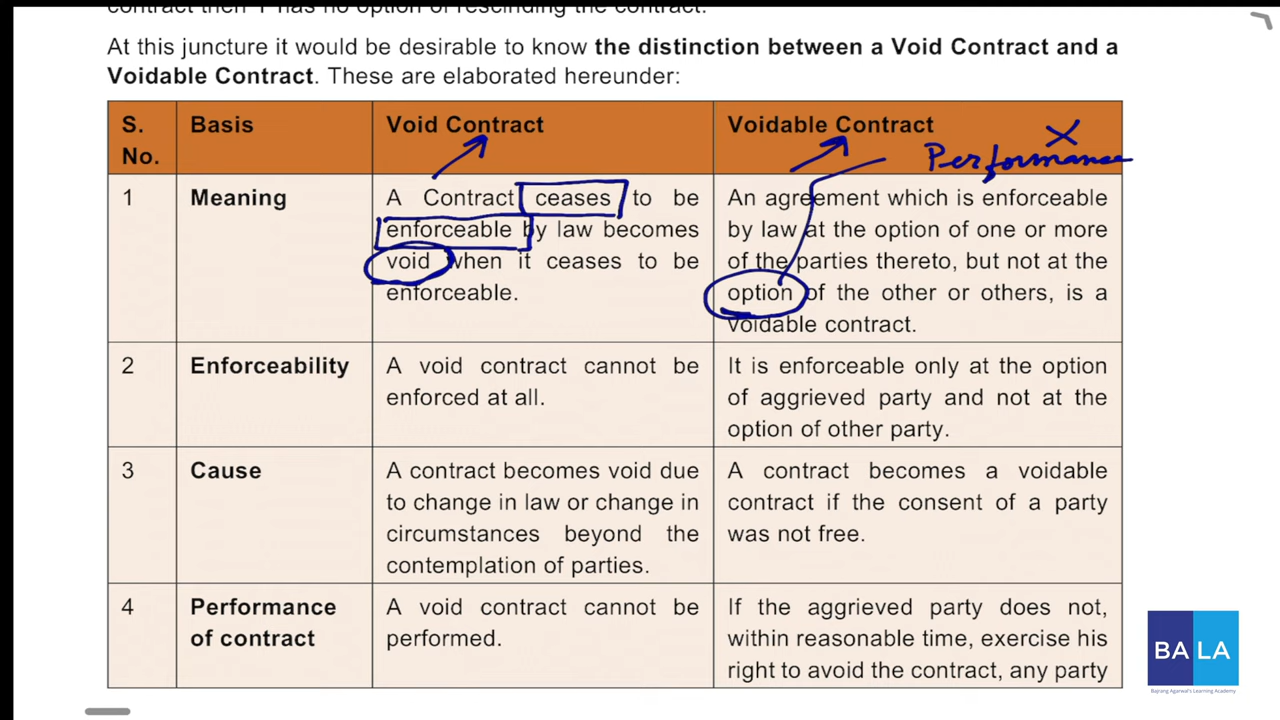 contract then Y has no option of rescinding the contract.
At this juncture it would be desirable to know the distinction between a Void Contract and a
Voidable Contract. These are elaborated hereunder:
S. No.
Basis
Void Contract
Voidable Contract
X
Performance
1
Meaning
A Contract ceases to be
enforceable by law becomes
void when it ceases to be
enforceable.
An agreement which is enforceable
by law at the option of one or more
of the parties thereto, but not at the
option of the other or others, is a
voidable contract.
2
Enforceability
A void contract cannot be
enforced at all.
It is enforceable only at the option
of aggrieved party and not at the
option of other party.
3
Cause
A contract becomes void due
to change in law or change in
circumstances beyond the
contemplation of parties.
A contract becomes a voidable
contract if the consent of a party
was not free.
4
Performance
of contract
A void contract cannot be
performed.
If the aggrieved party does not,
within reasonable time, exercise his
right to avoid the contract, any party
BALA
Bajrang Agarwal's Learning Academy